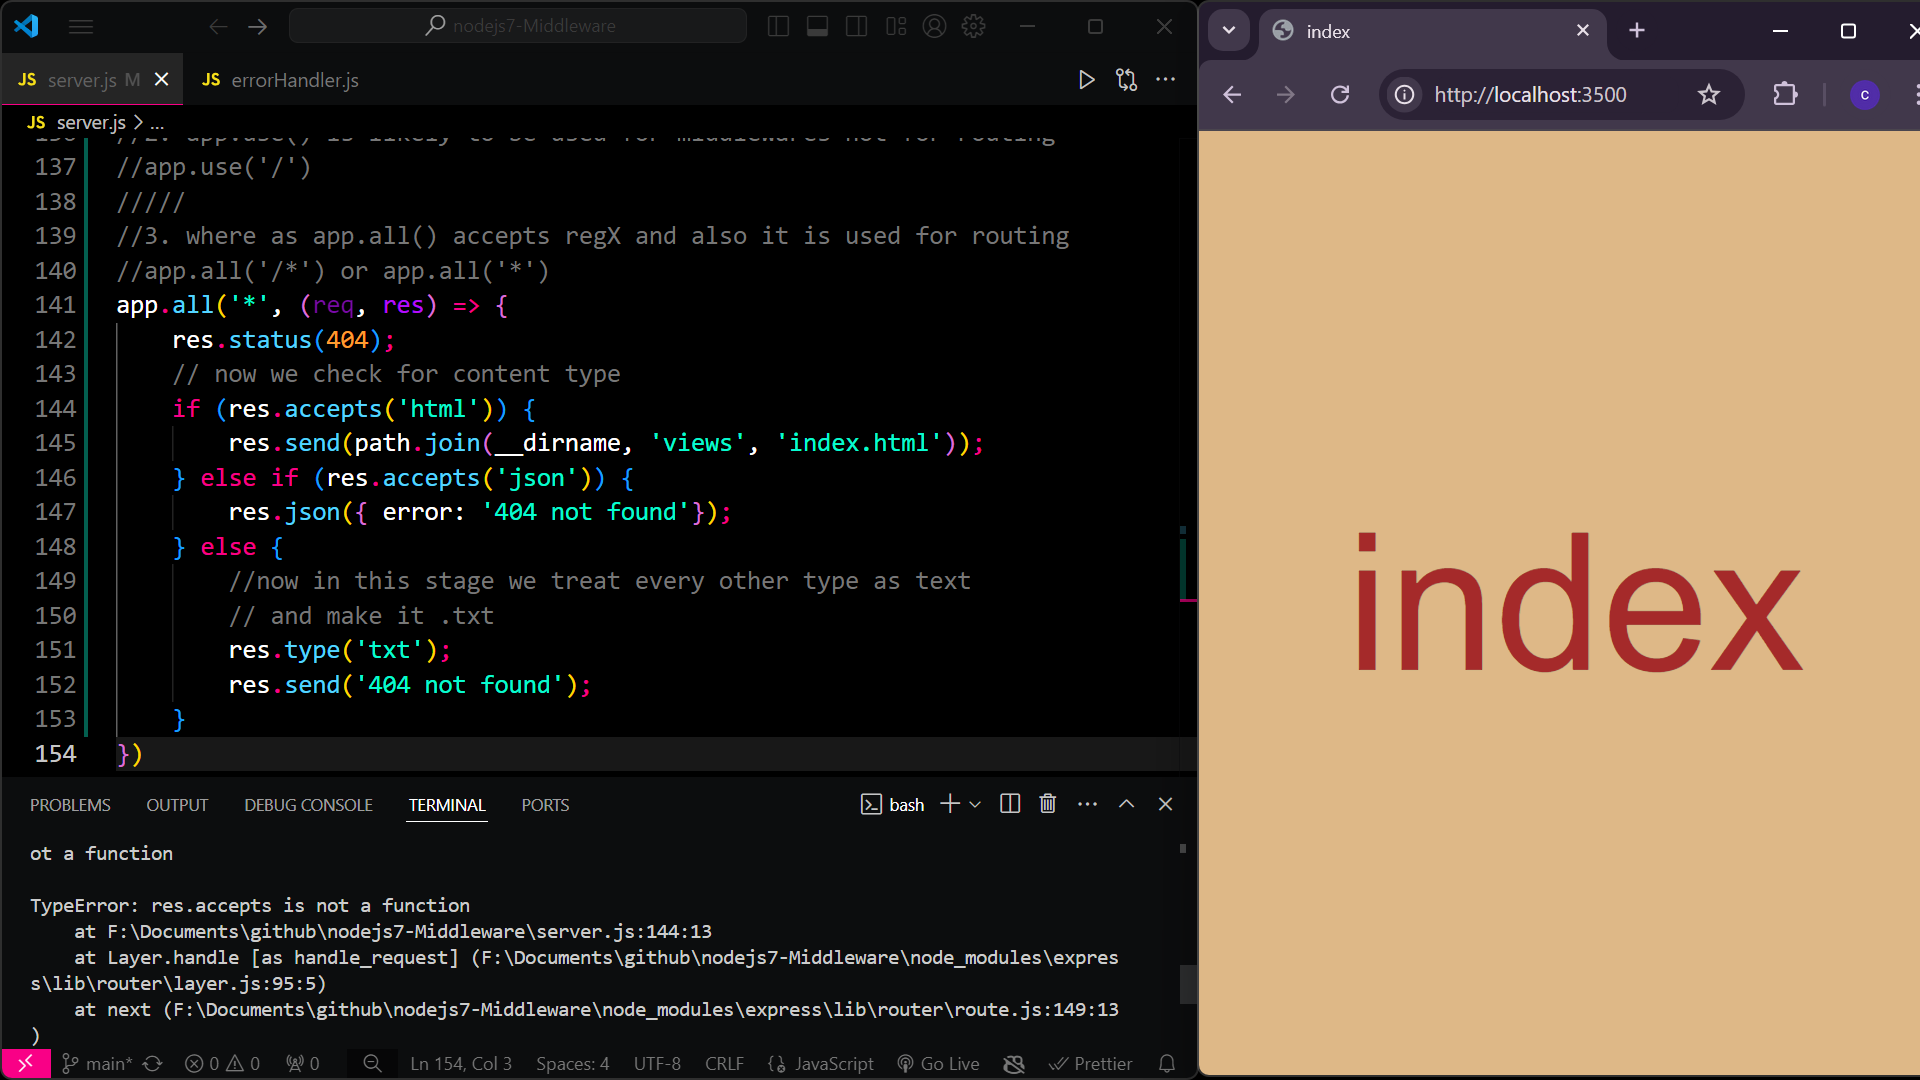 nodejs7-Middleware
JS server.js M
JS errorHandler.js
JS server.js > ...
137 //app.use('/')
138 /////
139 //3. where as app.all() accepts regX and also it is used for routing
140 //app.all('/*') or app.all('*')
141 app.all('*', (req, res) => {
142 res.status(404);
143 // now we check for content type
144 if (res.accepts('html')) {
145 res.send(path.join(__dirname, 'views', 'index.html'));
146 } else if (res.accepts('json')) {
147 res.json({ error: '404 not found'});
148 } else {
149 //now in this stage we treat every other type as text
150 // and make it .txt
151 res.type('txt');
152 res.send('404 not found');
153 }
154 })
PROBLEMS OUTPUT DEBUG CONSOLE TERMINAL PORTS
bash
ot a function
TypeError: res.accepts is not a function
at F:\Documents\github\nodejs7-Middleware\server.js:144:13
at Layer.handle [as handle_request] (F:\Documents\github\nodejs7-Middleware\node_modules\expres
s\lib\router\layer.js:95:5)
at next (F:\Documents\github\nodejs7-Middleware\node_modules\express\lib\router\route.js:149:13
)
main* 0 0 0 Ln 154, Col 3 Spaces: 4 UTF-8 CRLF JavaScript Go Live Prettier
index
http://localhost:3500
c
index